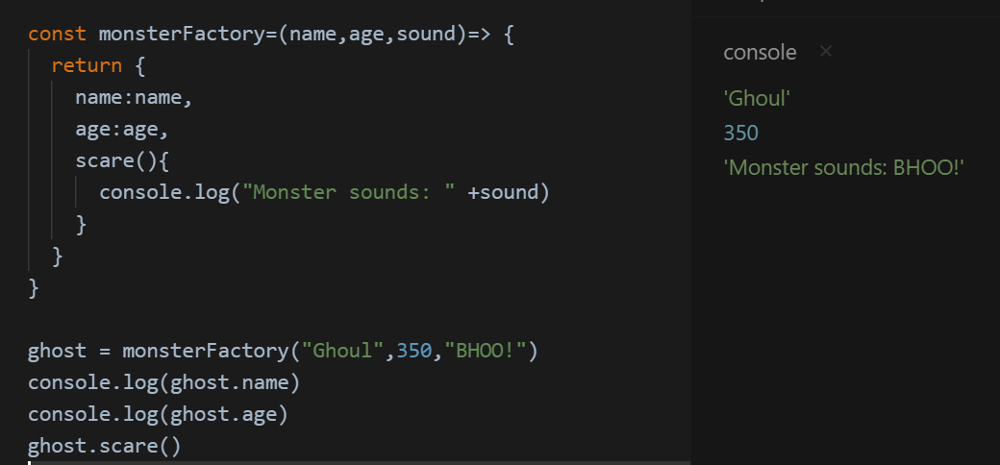 const monsterFactory=(name,age,sound)=> {
  return {
    name:name,
    age:age,
    scare(){
      console.log("Monster sounds: " +sound)
    }
  }
}

ghost = monsterFactory("Ghoul",350,"BHOO!")
console.log(ghost.name)
console.log(ghost.age)
ghost.scare()
console ×
'Ghoul'
350
'Monster sounds: BHOO!'